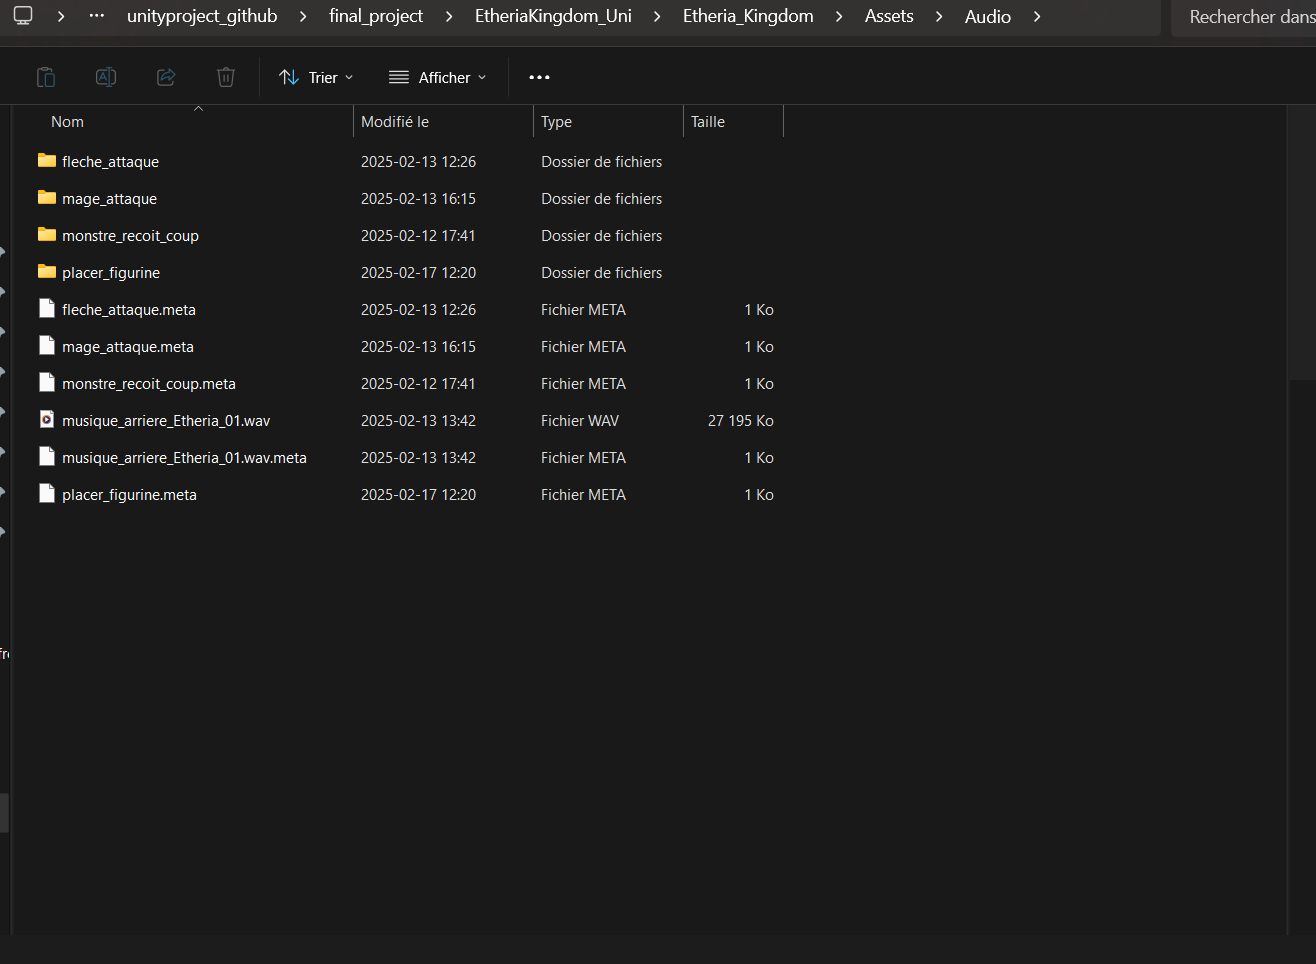 unityproject_github > final_project > EtheriaKingdom_Uni > Etheria_Kingdom > Assets > Audio > Rechercher dans
Trier Afficher
Nom Modifié le Type Taille
fleche_attaque 2025-02-13 12:26 Dossier de fichiers
mage_attaque 2025-02-13 16:15 Dossier de fichiers
monstre_recoit_coup 2025-02-12 17:41 Dossier de fichiers
placer_figurine 2025-02-17 12:20 Dossier de fichiers
fleche_attaque.meta 2025-02-13 12:26 Fichier META 1 Ko
mage_attaque.meta 2025-02-13 16:15 Fichier META 1 Ko
monstre_recoit_coup.meta 2025-02-12 17:41 Fichier META 1 Ko
musique_arriere_Etheria_01.wav 2025-02-13 13:42 Fichier WAV 27 195 Ko
musique_arriere_Etheria_01.wav.meta 2025-02-13 13:42 Fichier META 1 Ko
placer_figurine.meta 2025-02-17 12:20 Fichier META 1 Ko